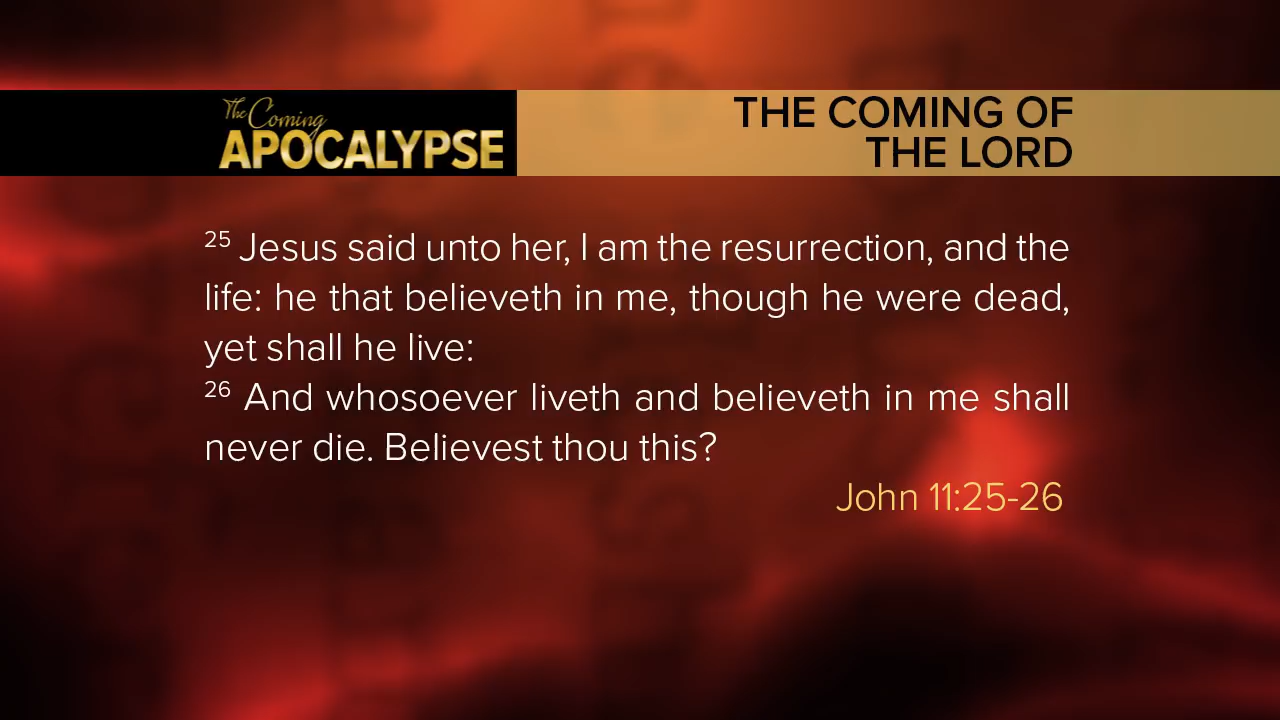 The Coming
APOCALYPSE
THE COMING OF
THE LORD
25 Jesus said unto her, I am the resurrection, and the
life: he that believeth in me, though he were dead,
yet shall he live:
26 And whosoever liveth and believeth in me shall
never die. Believest thou this?
John 11:25-26